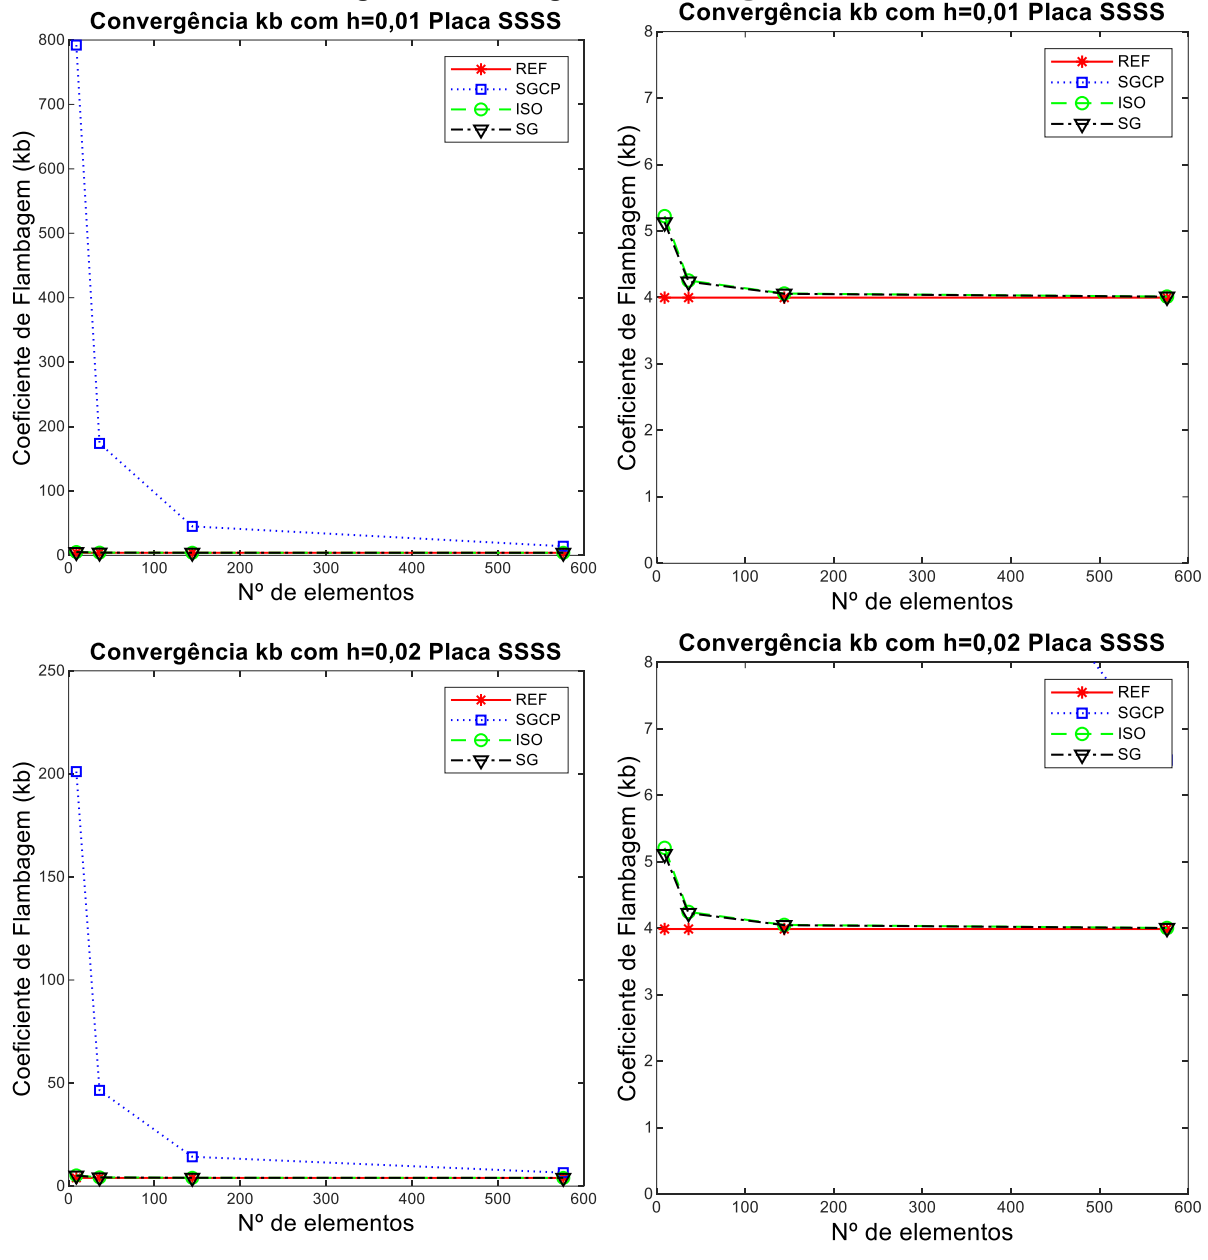 Convergência kb com h=0,01 Placa SSSS
800
700
600
500
400
300
200
100
0
0 100 200 300 400 500 600
Coeficiente de Flambagem (kb)
Nº de elementos
REF
SGCP
ISO
SG
Convergência kb com h=0,01 Placa SSSS
8
7
6
5
4
3
2
1
0
0 100 200 300 400 500 600
Coeficiente de Flambagem (kb)
Nº de elementos
REF
SGCP
ISO
SG
Convergência kb com h=0,02 Placa SSSS
250
200
150
100
50
0
0 100 200 300 400 500 600
Coeficiente de Flambagem (kb)
Nº de elementos
REF
SGCP
ISO
SG
Convergência kb com h=0,02 Placa SSSS
8
7
6
5
4
3
2
1
0
0 100 200 300 400 500 600
Coeficiente de Flambagem (kb)
Nº de elementos
REF
SGCP
ISO
SG